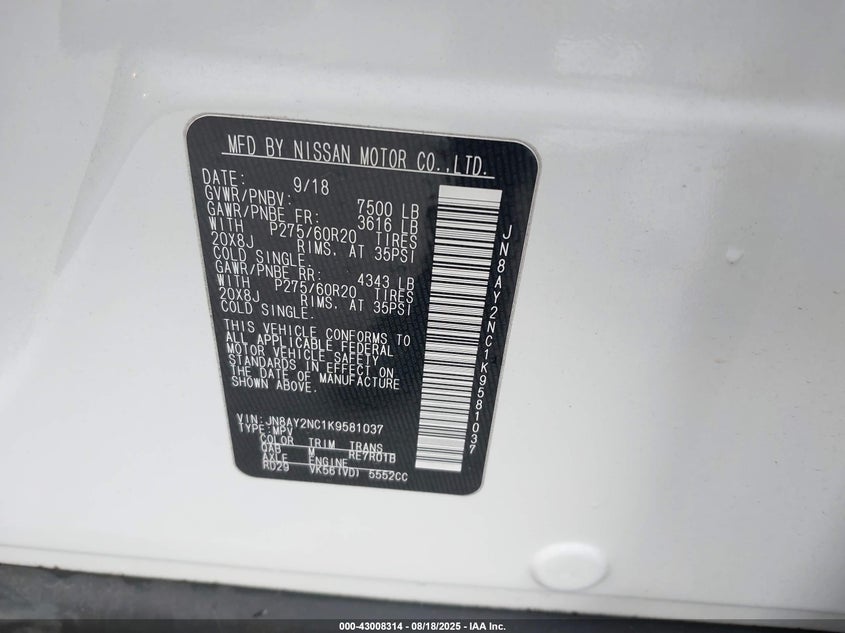 MFD BY NISSAN MOTOR CO.,LTD.
DATE: 9/18
GVWR/PNBV: 7500 LB
GAWR/PNBE FR: 3616 LB
WITH P275/60R20 TIRES
20X8J RIMS. AT 35PSI
COLD SINGLE.
GAWR/PNBE RR: 4343 LB
WITH P275/60R20 TIRES
20X8J RIMS. AT 35PSI
COLD SINGLE.
THIS VEHICLE CONFORMS TO
ALL APPLICABLE FEDERAL
MOTOR VEHICLE SAFETY
STANDARDS IN EFFECT ON
THE DATE OF MANUFACTURE
SHOWN ABOVE.
VIN: JN8AY2NC1K9581037
TYPE: MPV
COLOR TRIM TRANS
QAB M RE7R01B
AXLE ENGINE
RD29 VK56(VD) 5552CC
JN8AY2NC1K9581037
000-43008314 - 08/18/2025 - IAA Inc.